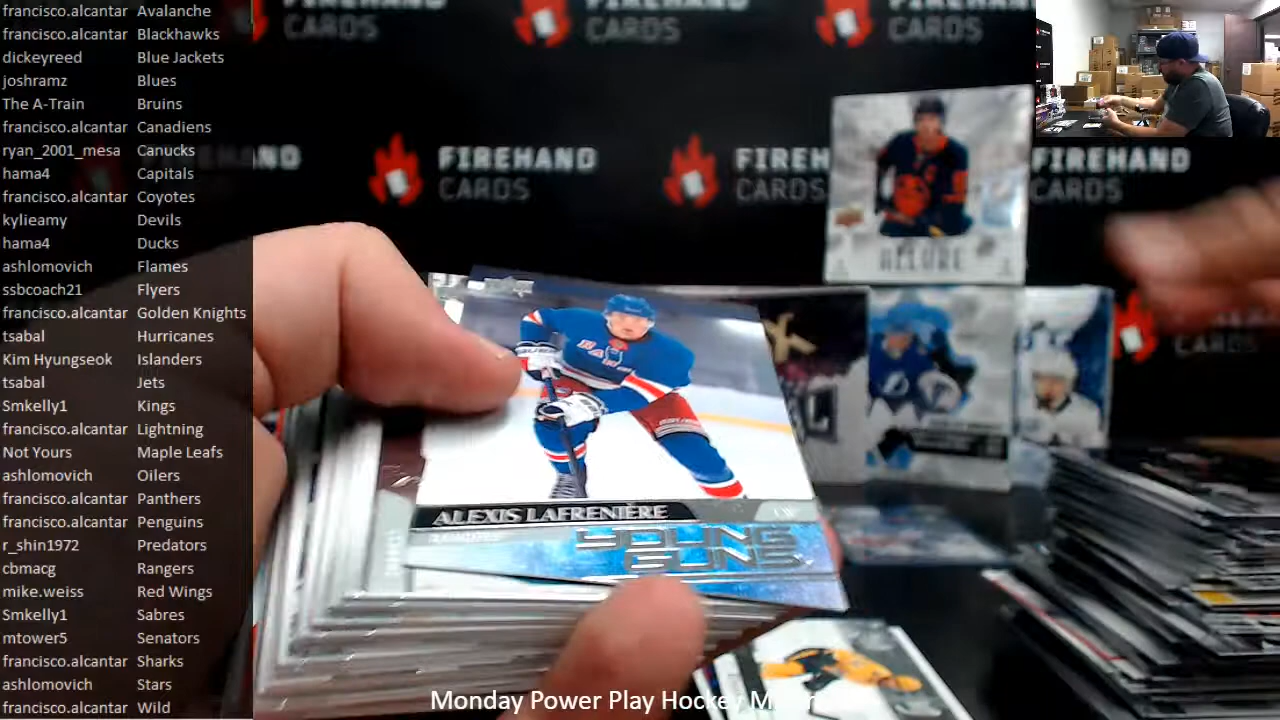 francisco.alcantar Avalanche
francisco.alcantar Blackhawks
dickeyreed Blue Jackets
joshramz Blues
The A-Train Bruins
francisco.alcantar Canadiens
ryan_2001_mesa Canucks
hama4 Capitals
francisco.alcantar Coyotes
kylieamy Devils
hama4 Ducks
ashlomovich Flames
ssbcoach21 Flyers
francisco.alcantar Golden Knights
tsabal Hurricanes
Kim Hyungseok Islanders
tsabal Jets
Smkelly1 Kings
francisco.alcantar Lightning
Not Yours Maple Leafs
ashlomovich Oilers
francisco.alcantar Panthers
francisco.alcantar Penguins
r_shin1972 Predators
cbmacg Rangers
mike.weiss Red Wings
Smkelly1 Sabres
mtower5 Senators
francisco.alcantar Sharks
ashlomovich Stars
francisco.alcantar Wild
CARDS
CARDS
CARDS
FIREHAND
CARDS
FIREH
CARDS
FIREHAND
CARDS
ALLURE
ALEXIS LAFRENIÈRE
LW
YOUNG
GUNS
Monday Power Play Hockey